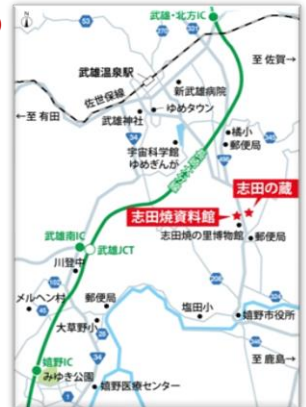 武雄・北方IC
53
至 佐賀→
武雄温泉駅
佐世保線
←至 有田
新武雄病院
武雄神社
ゆめタウン
34
橘小
郵便局
宇宙科学館
ゆめぎんが
志田の蔵
志田焼資料館
武雄南IC
武雄JCT
志田焼の里博物館
郵便局
川登中
メルヘン村
郵便局
塩田小
嬉野市役所
大草野小
34
至 鹿島→
嬉野IC
みゆき公園
嬉野医療センター